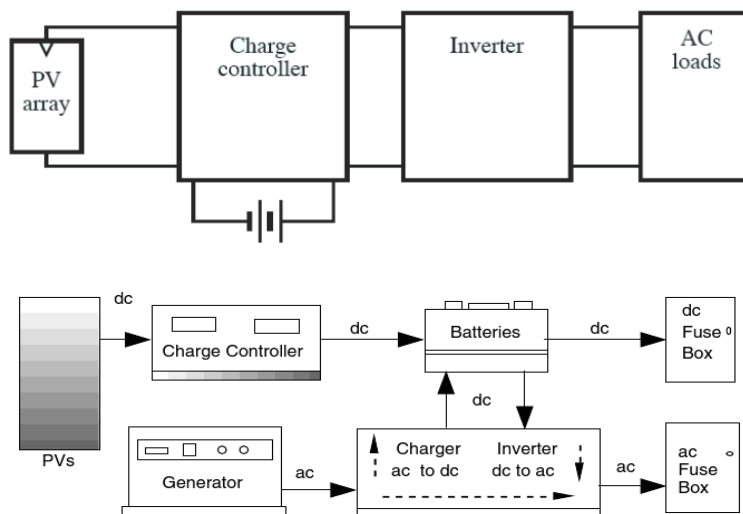 PV
array
Charge
controller
Inverter
AC
loads
dc
PVs
Charge Controller
dc
Batteries
dc
dc
Fuse
Box
dc
Generator
ac
Charger
ac to dc
Inverter
dc to ac
ac
ac
Fuse
Box